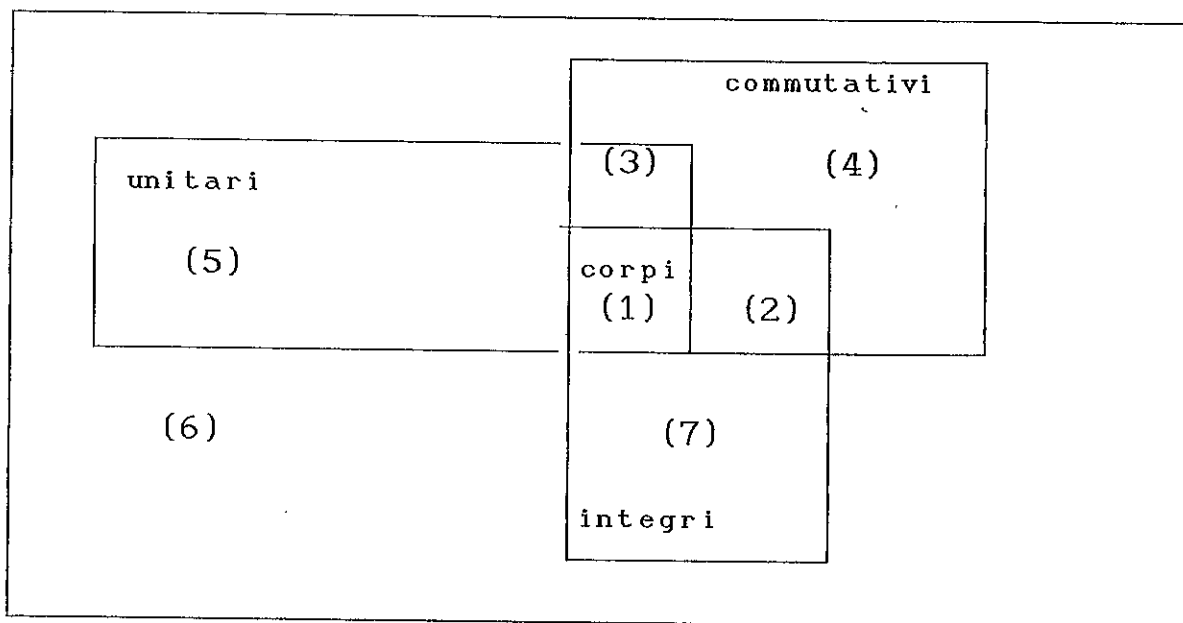 commutativi
(3) (4)
unitari
(5)
corpi
(1) (2)
(6) (7)
integri